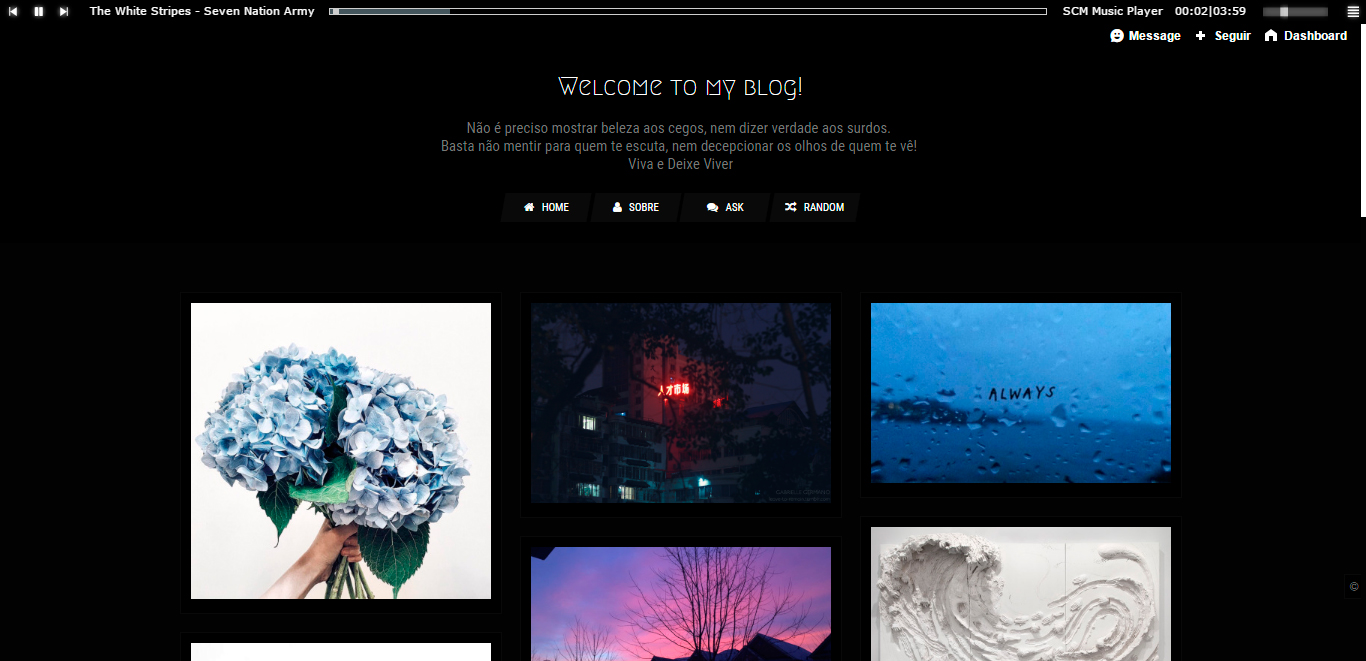 The White Stripes - Seven Nation Army
SCM Music Player 00:02|03:59
Message Seguir Dashboard
Welcome to my blog!
Não é preciso mostrar beleza aos cegos, nem dizer verdade aos surdos.
Basta não mentir para quem te escuta, nem decepcionar os olhos de quem te vê!
Viva e Deixe Viver
HOME SOBRE ASK RANDOM
人才市场
ALWAYS
©